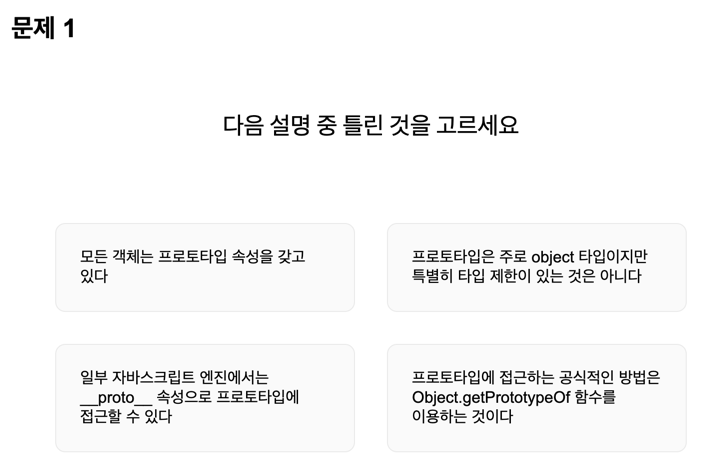 문제 1
다음 설명 중 틀린 것을 고르세요
모든 객체는 프로토타입 속성을 갖고
있다
프로토타입은 주로 object 타입이지만
특별히 타입 제한이 있는 것은 아니다
일부 자바스크립트 엔진에서는
__proto__ 속성으로 프로토타입에
접근할 수 있다
프로토타입에 접근하는 공식적인 방법은
Object.getPrototypeOf 함수를
이용하는 것이다